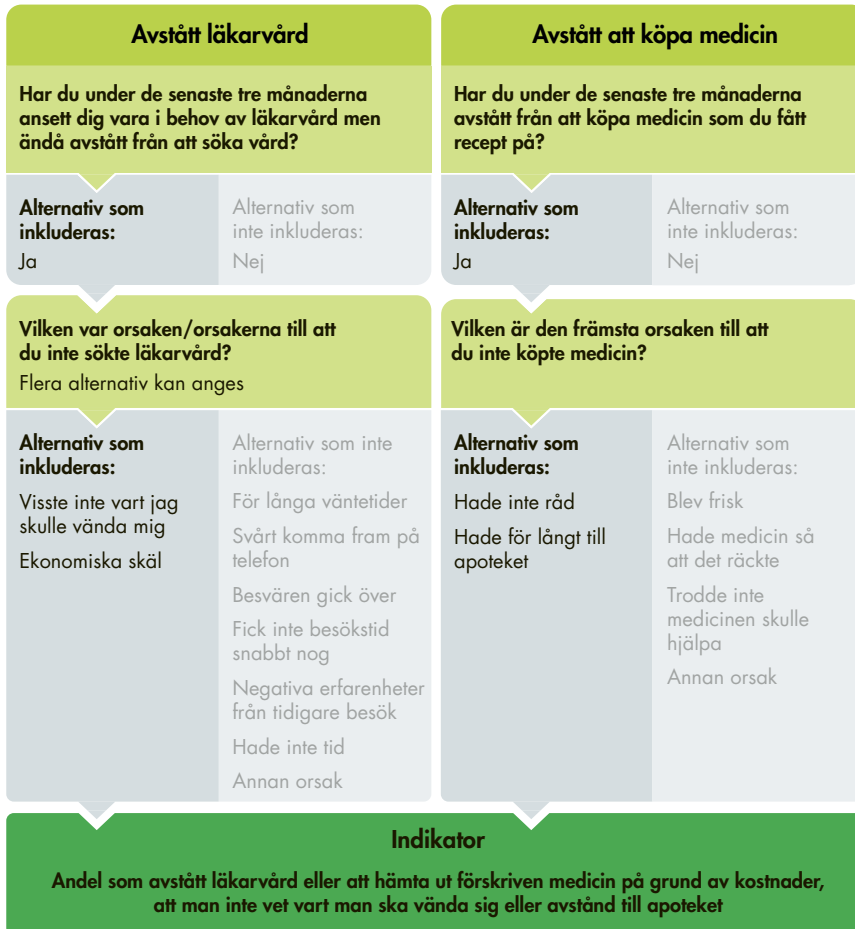 Avstått läkarvård
Har du under de senaste tre månaderna
ansett dig vara i behov av läkarvård men
ändå avstått från att söka vård?
Alternativ som
inkluderas:
Ja
Alternativ som
inte inkluderas:
Nej
Vilken var orsaken/orsakerna till att
du inte sökte läkarvård?
Flera alternativ kan anges
Alternativ som
inkluderas:
Visste inte vart jag
skulle vända mig
Ekonomiska skäl
Alternativ som inte
inkluderas:
För långa väntetider
Svårt komma fram på
telefon
Besvären gick över
Fick inte besökstid
snabbt nog
Negativa erfarenheter
från tidigare besök
Hade inte tid
Annan orsak
Avstått att köpa medicin
Har du under de senaste tre månaderna
avstått från att köpa medicin som du fått
recept på?
Alternativ som
inkluderas:
Ja
Alternativ som
inte inkluderas:
Nej
Vilken är den främsta orsaken till att
du inte köpte medicin?
Alternativ som
inkluderas:
Hade inte råd
Hade för långt till
apoteket
Alternativ som
inte inkluderas:
Blev frisk
Hade medicin så
att det räckte
Trodde inte
medicinen skulle
hjälpa
Annan orsak
Indikator
Andel som avstått läkarvård eller att hämta ut förskriven medicin på grund av kostnader,
att man inte vet vart man ska vända sig eller avstånd till apoteket